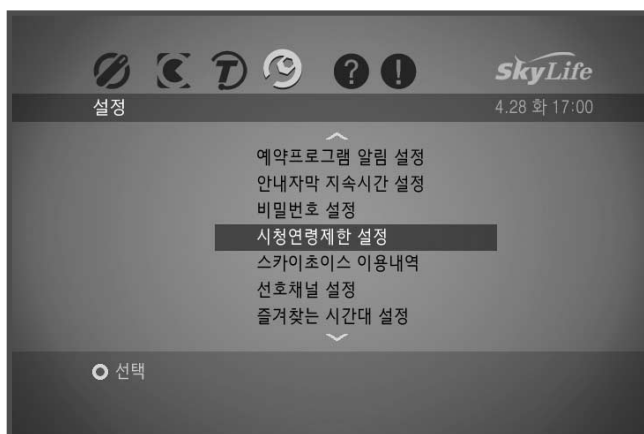 ? !
SkyLife
설정
4.28 화 17:00
예약프로그램 알림 설정
안내자막 지속시간 설정
비밀번호 설정
시청연령제한 설정
스카이초이스 이용내역
선호채널 설정
즐겨찾는 시간대 설정
선택